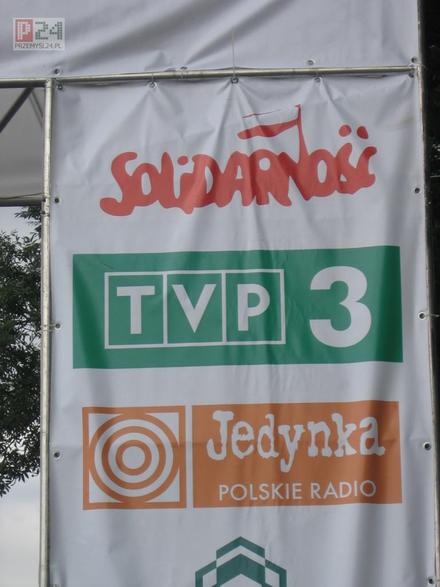 P24
PRZEMYSL24.PL
SOLIDARNOŚĆ
TVP 3
Jedynka
POLSKIE RADIO